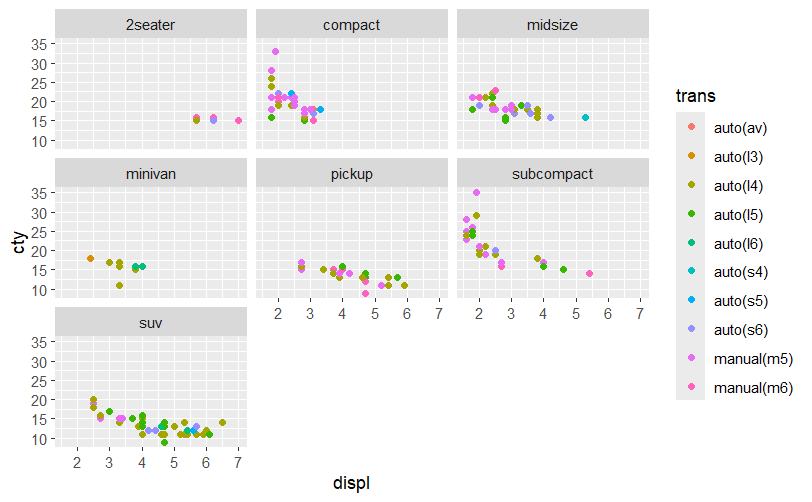 2seater compact midsize
35
30
25
20
15
10
minivan pickup subcompact
35
30
25
20
15
10
2 3 4 5 6 7 2 3 4 5 6 7
suv
35
30
25
20
15
10
2 3 4 5 6 7
cty
displ
trans
auto(av)
auto(l3)
auto(l4)
auto(l5)
auto(l6)
auto(s4)
auto(s5)
auto(s6)
manual(m5)
manual(m6)